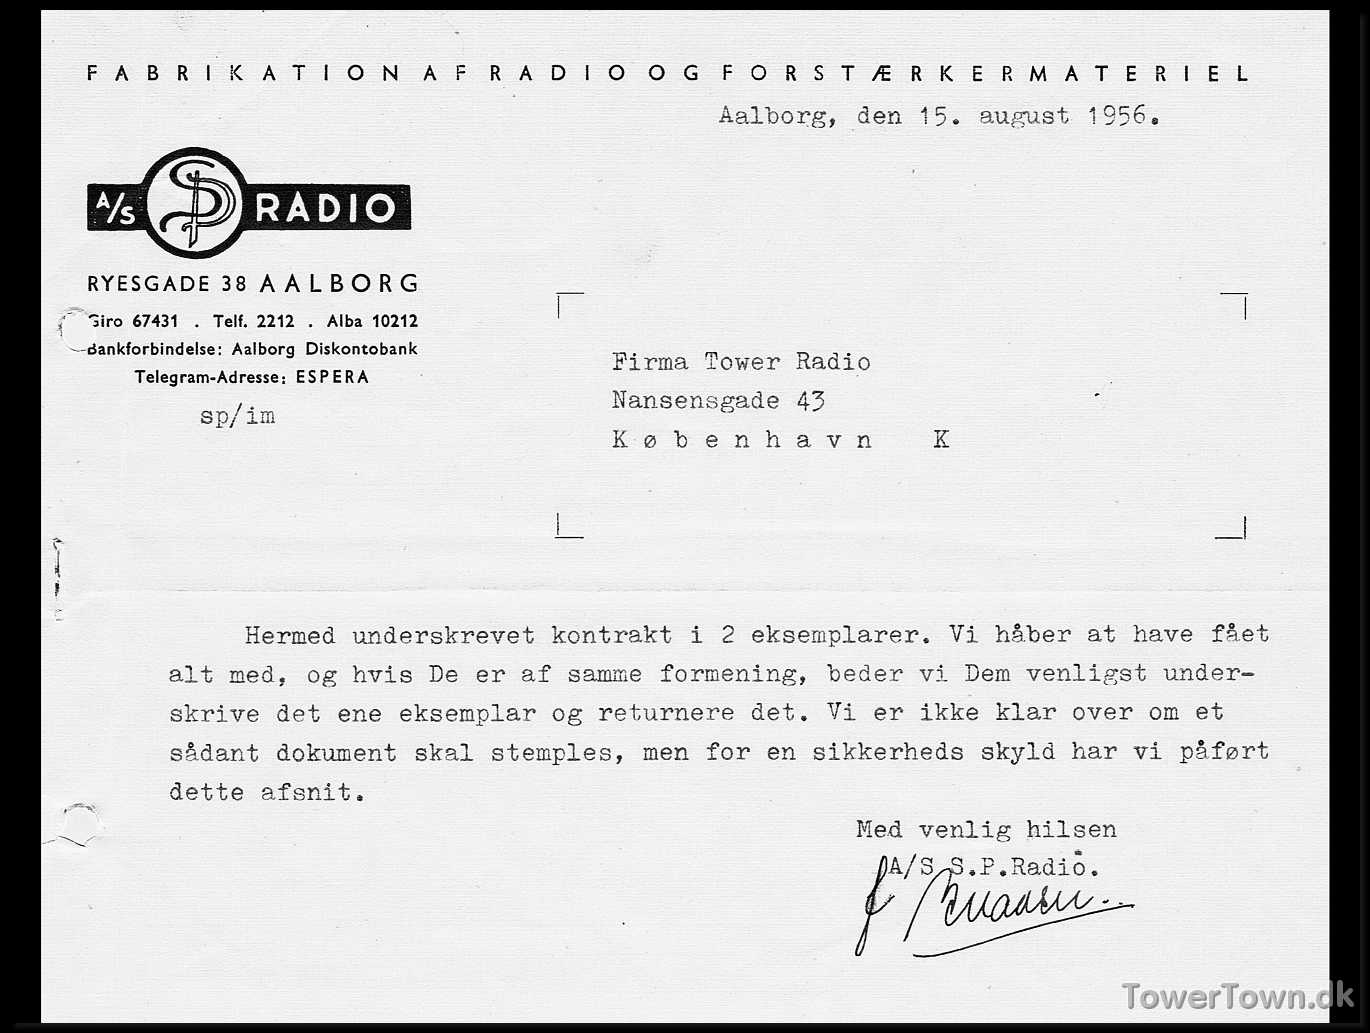 FABRIKATION AF RADIO OG FORSTÆRKERMATERIEL
Aalborg, den 15. august 1956.
A/S SP RADIO
RYESGADE 38 AALBORG
Giro 67431 . Telf. 2212 . Alba 10212
Bankforbindelse: Aalborg Diskontobank
Telegram-Adresse: ESPERA
sp/im
Firma Tower Radio
Nansensgade 43
København K
Hermed underskrevet kontrakt i 2 eksemplarer. Vi håber at have fået
alt med, og hvis De er af samme formening, beder vi Dem venligst under-
skrive det ene eksemplar og returnere det. Vi er ikke klar over om et
sådant dokument skal stemples, men for en sikkerheds skyld har vi påført
dette afsnit.
Med venlig hilsen
A/S S.P.Radio.
TowerTown.dk